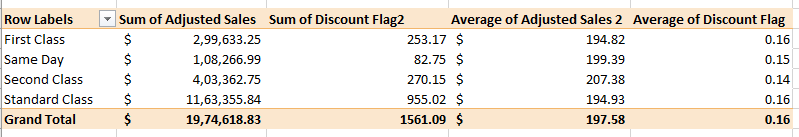 Row Labels Sum of Adjusted Sales Sum of Discount Flag2 Average of Adjusted Sales 2 Average of Discount Flag
First Class $ 2,99,633.25 253.17 $ 194.82 0.16
Same Day $ 1,08,266.99 82.75 $ 199.39 0.15
Second Class $ 4,03,362.75 270.15 $ 207.38 0.14
Standard Class $ 11,63,355.84 955.02 $ 194.93 0.16
Grand Total $ 19,74,618.83 1561.09 $ 197.58 0.16